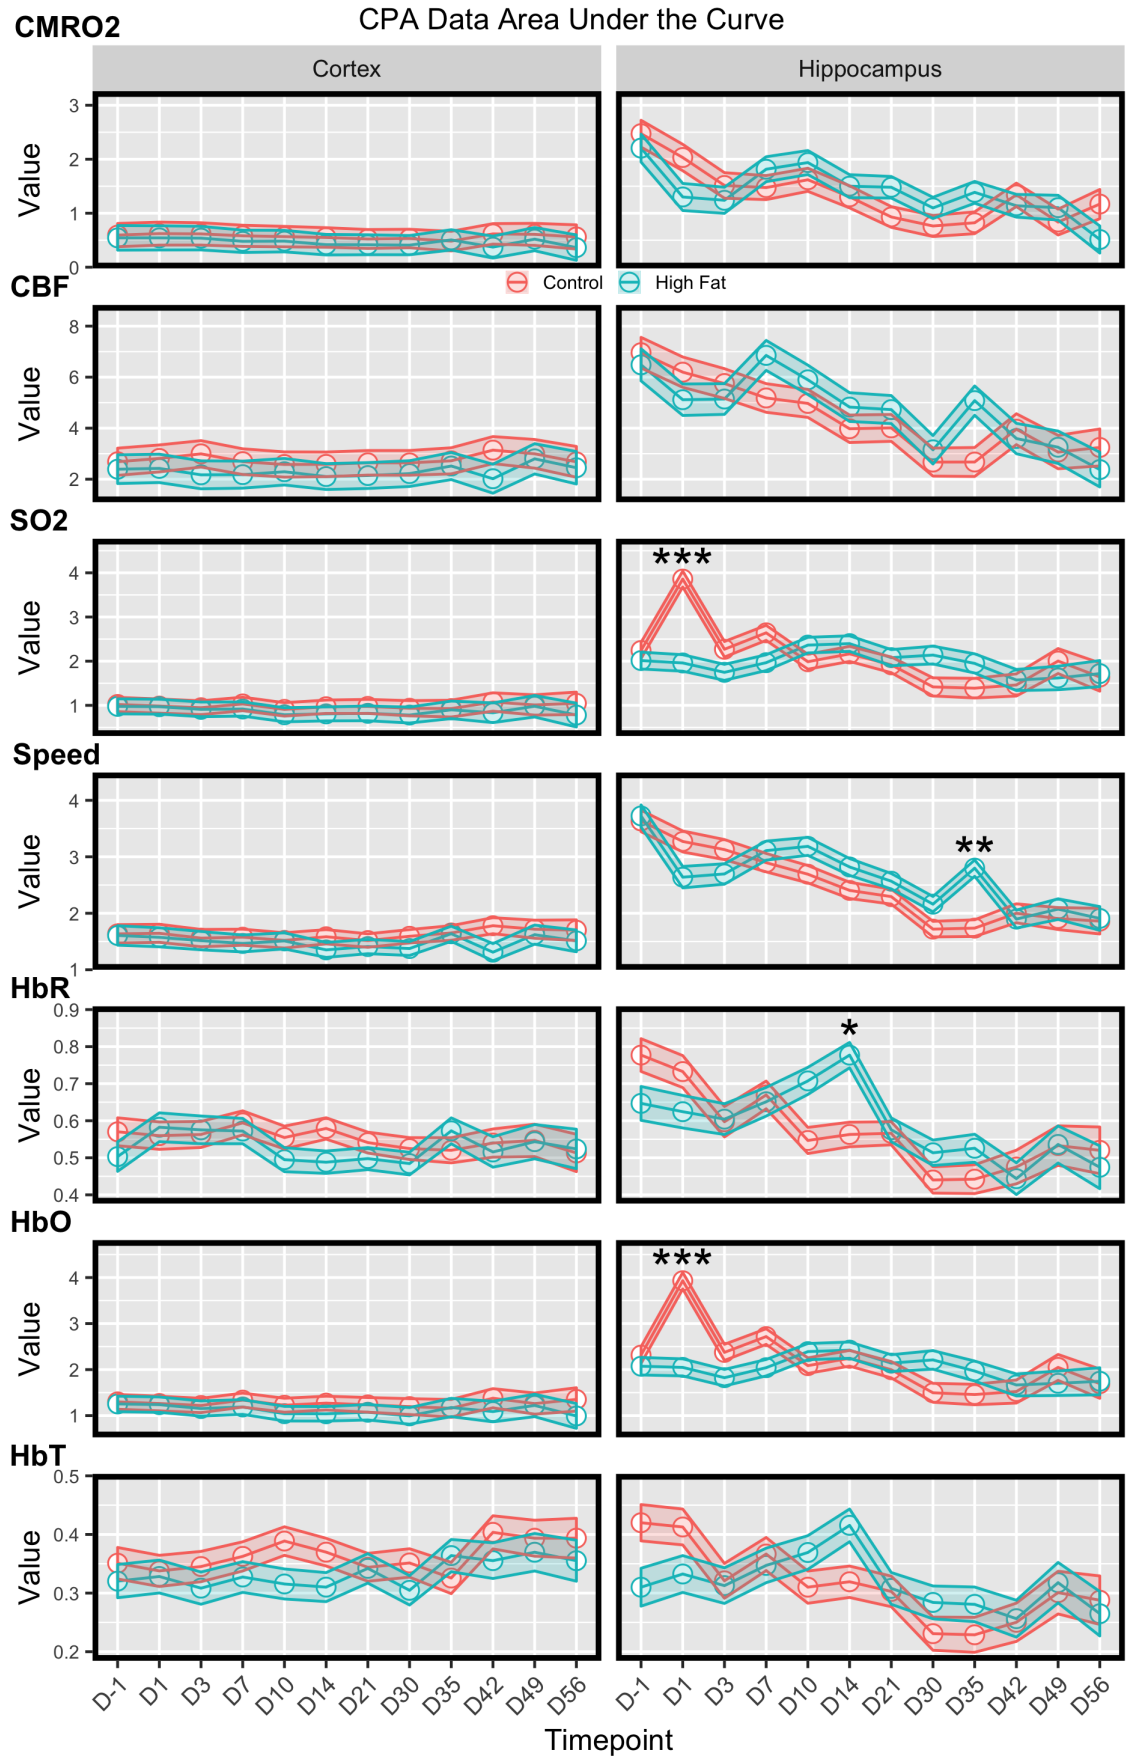 CPA Data Area Under the Curve
CMRO2
Cortex Hippocampus
Value
3
2
1
0
Control High Fat
CBF
Value
8
6
4
2
SO2
Value
4
3
2
1
***
Speed
Value
4
3
2
1
**
HbR
Value
0.9
0.8
0.7
0.6
0.5
0.4
*
HbO
Value
4
3
2
1
***
HbT
Value
0.5
0.4
0.3
0.2
D-1 D1 D3 D7 D10 D14 D21 D30 D35 D42 D49 D56 D-1 D1 D3 D7 D10 D14 D21 D30 D35 D42 D49 D56
Timepoint